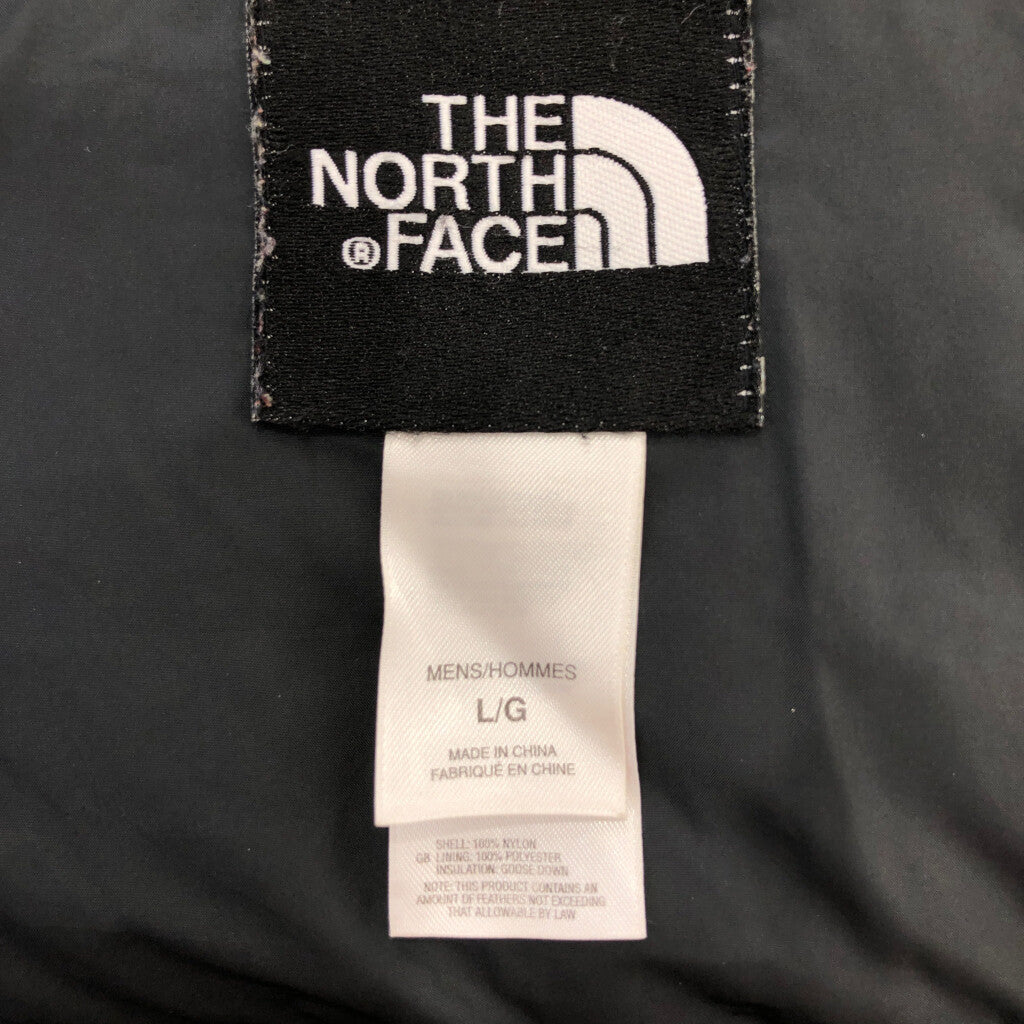 THE
NORTH
® FACE
MENS/HOMMES
L/G
MADE IN CHINA
FABRIQUÉ EN CHINE
SHELL: 100% NYLON
GB LINING: 100% POLYESTER
INSULATION: GOOSE DOWN
NOTE: THIS PRODUCT CONTAINS AN
AMOUNT OF FEATHERS NOT EXCEEDING
THAT ALLOWABLE BY LAW